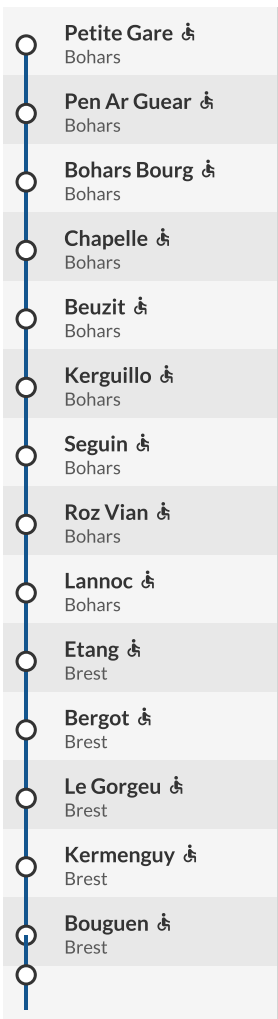 Petite Gare
Bohars
Pen Ar Guear
Bohars
Bohars Bourg
Bohars
Chapelle
Bohars
Beuzit
Bohars
Kerguillo
Bohars
Seguin
Bohars
Roz Vian
Bohars
Lannoc
Bohars
Etang
Brest
Bergot
Brest
Le Gorgeu
Brest
Kermenguy
Brest
Bouguen
Brest